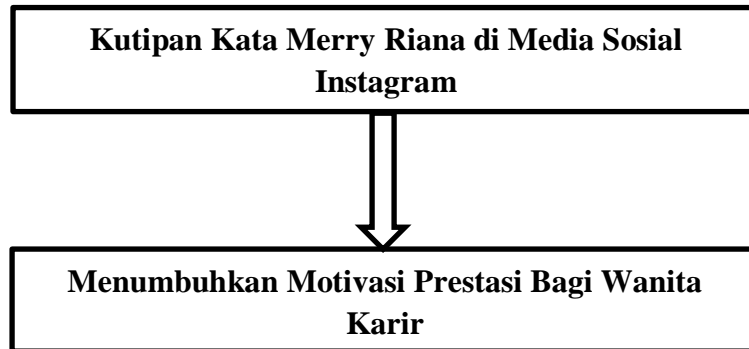 Kutipan Kata Merry Riana di Media Sosial
Instagram
Menumbuhkan Motivasi Prestasi Bagi Wanita
Karir